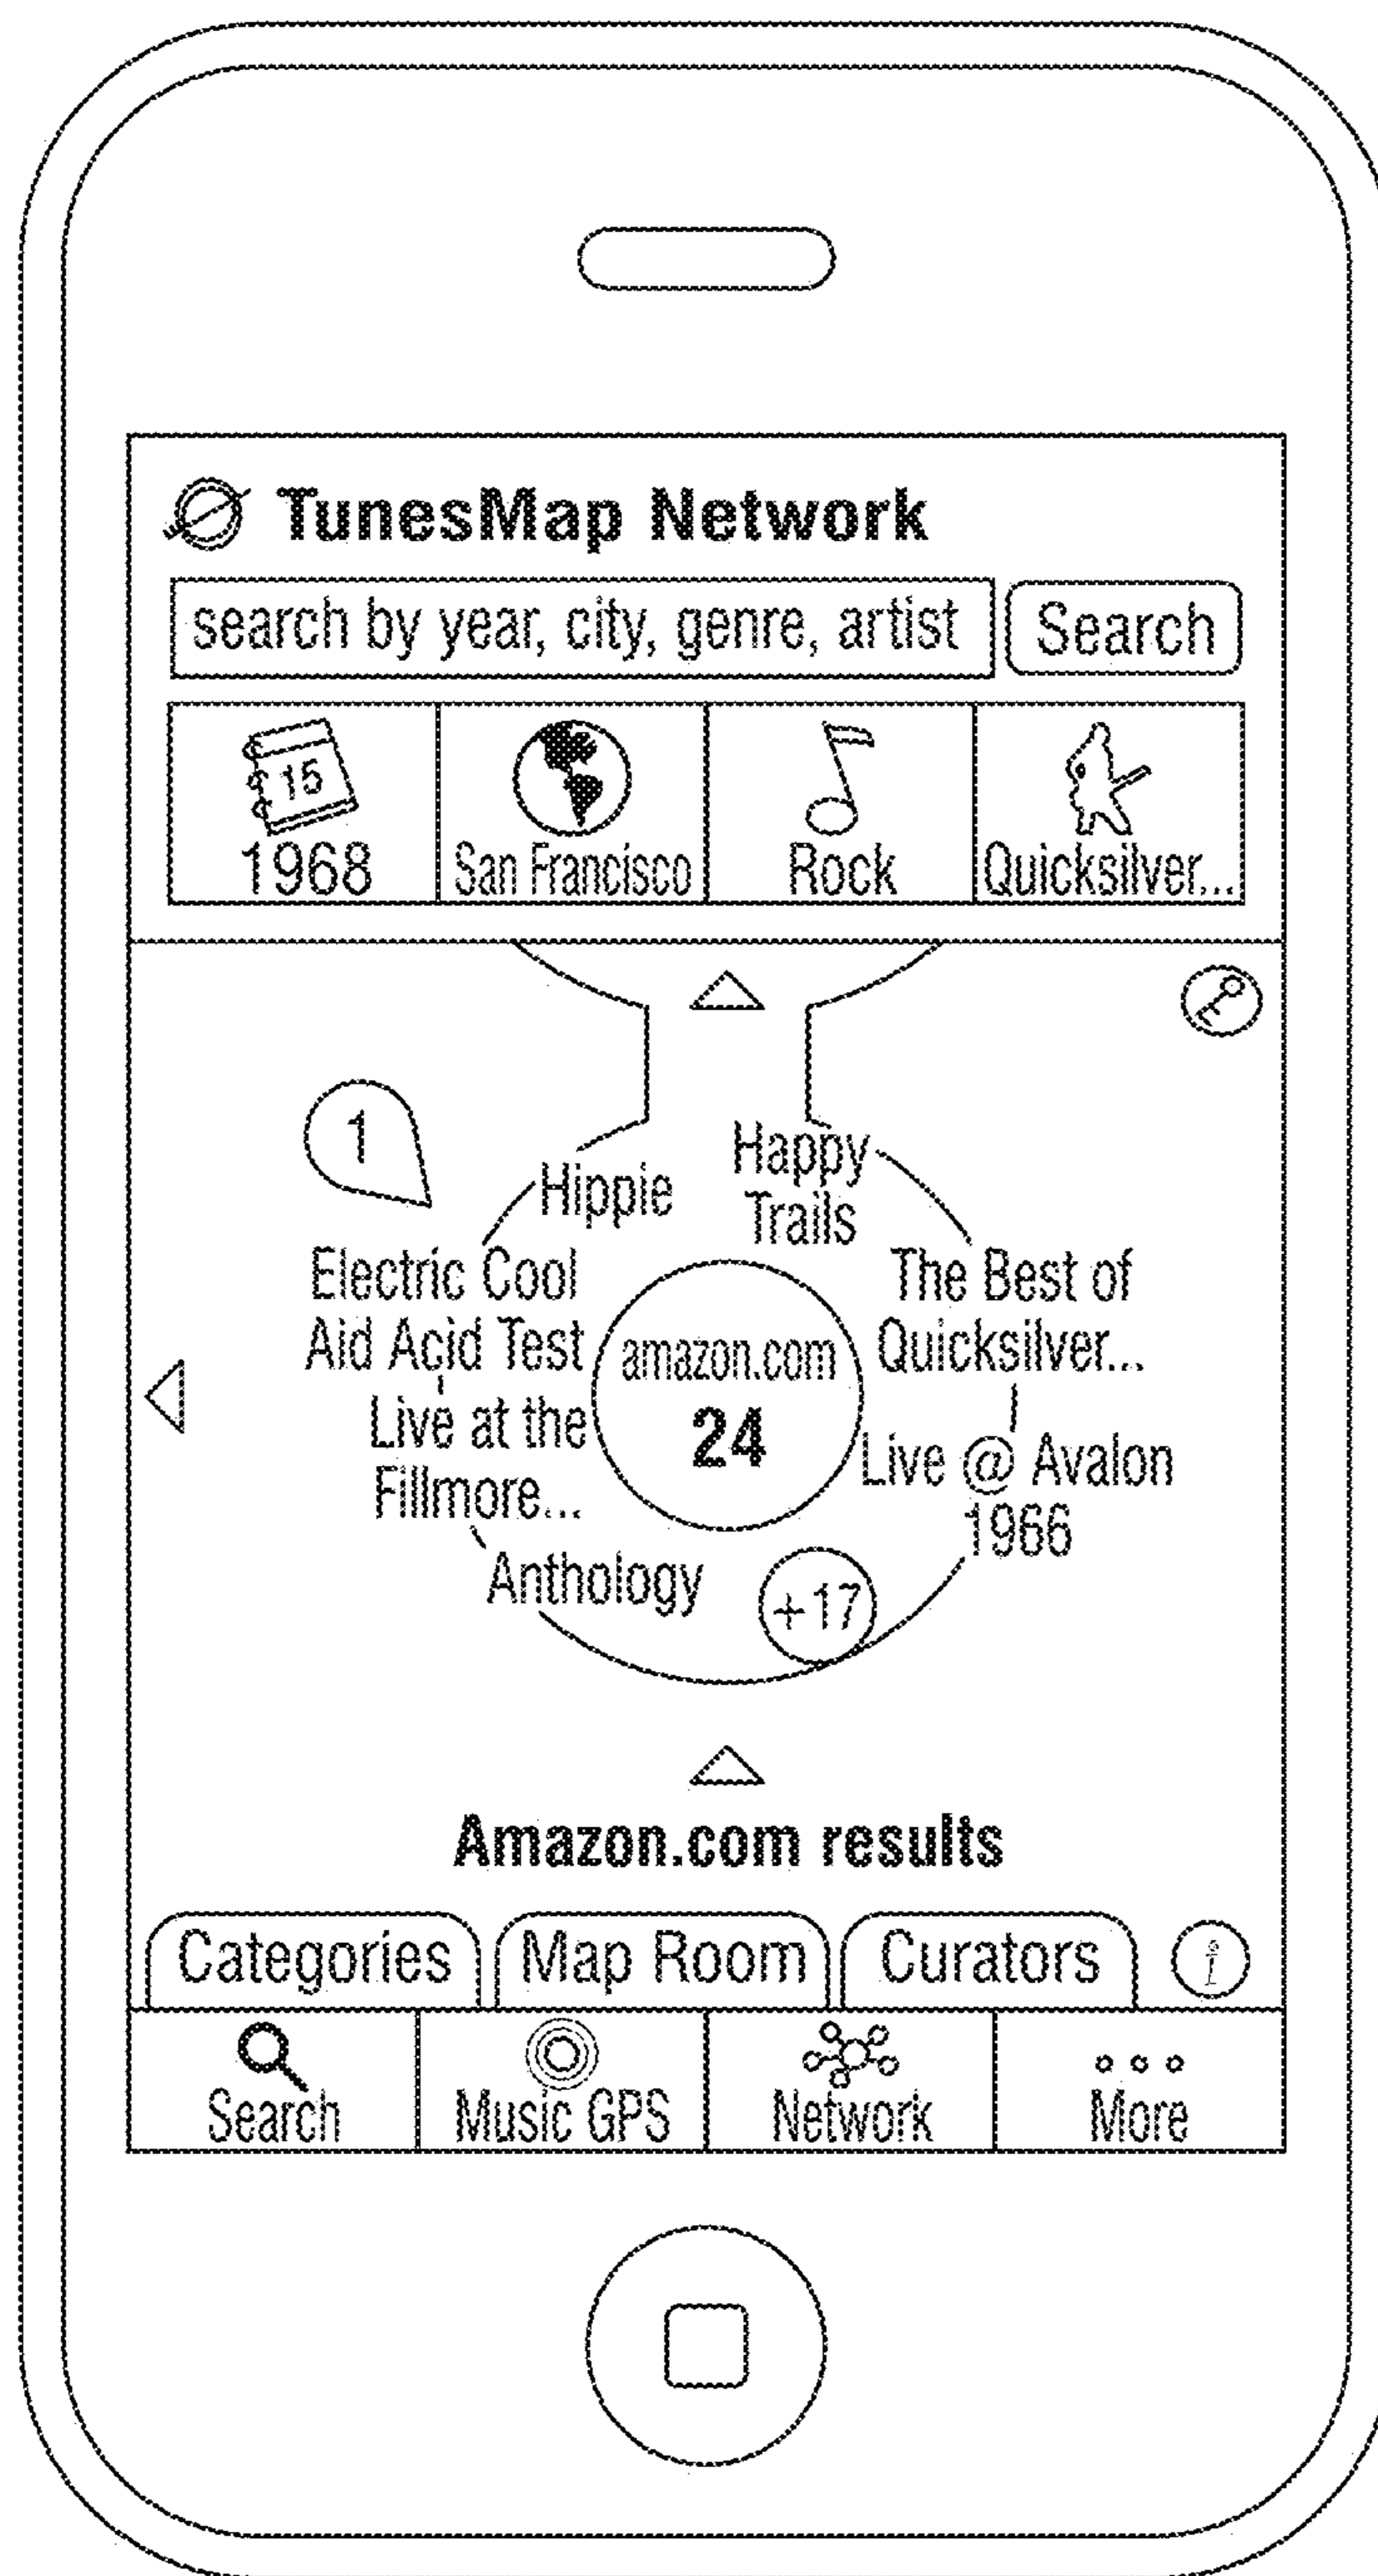 TunesMap Network
search by year, city, genre, artist
Search
15
1968
San Francisco
Rock
Quicksilver...
1
Hippie
Happy
Trails
Electric Cool
Aid Acid Test
The Best of
Quicksilver...
amazon.com
24
Live at the
Fillmore...
Live @ Avalon
1966
Anthology
+17
Amazon.com results
Categories
Map Room
Curators
i
Search
Music GPS
Network
More